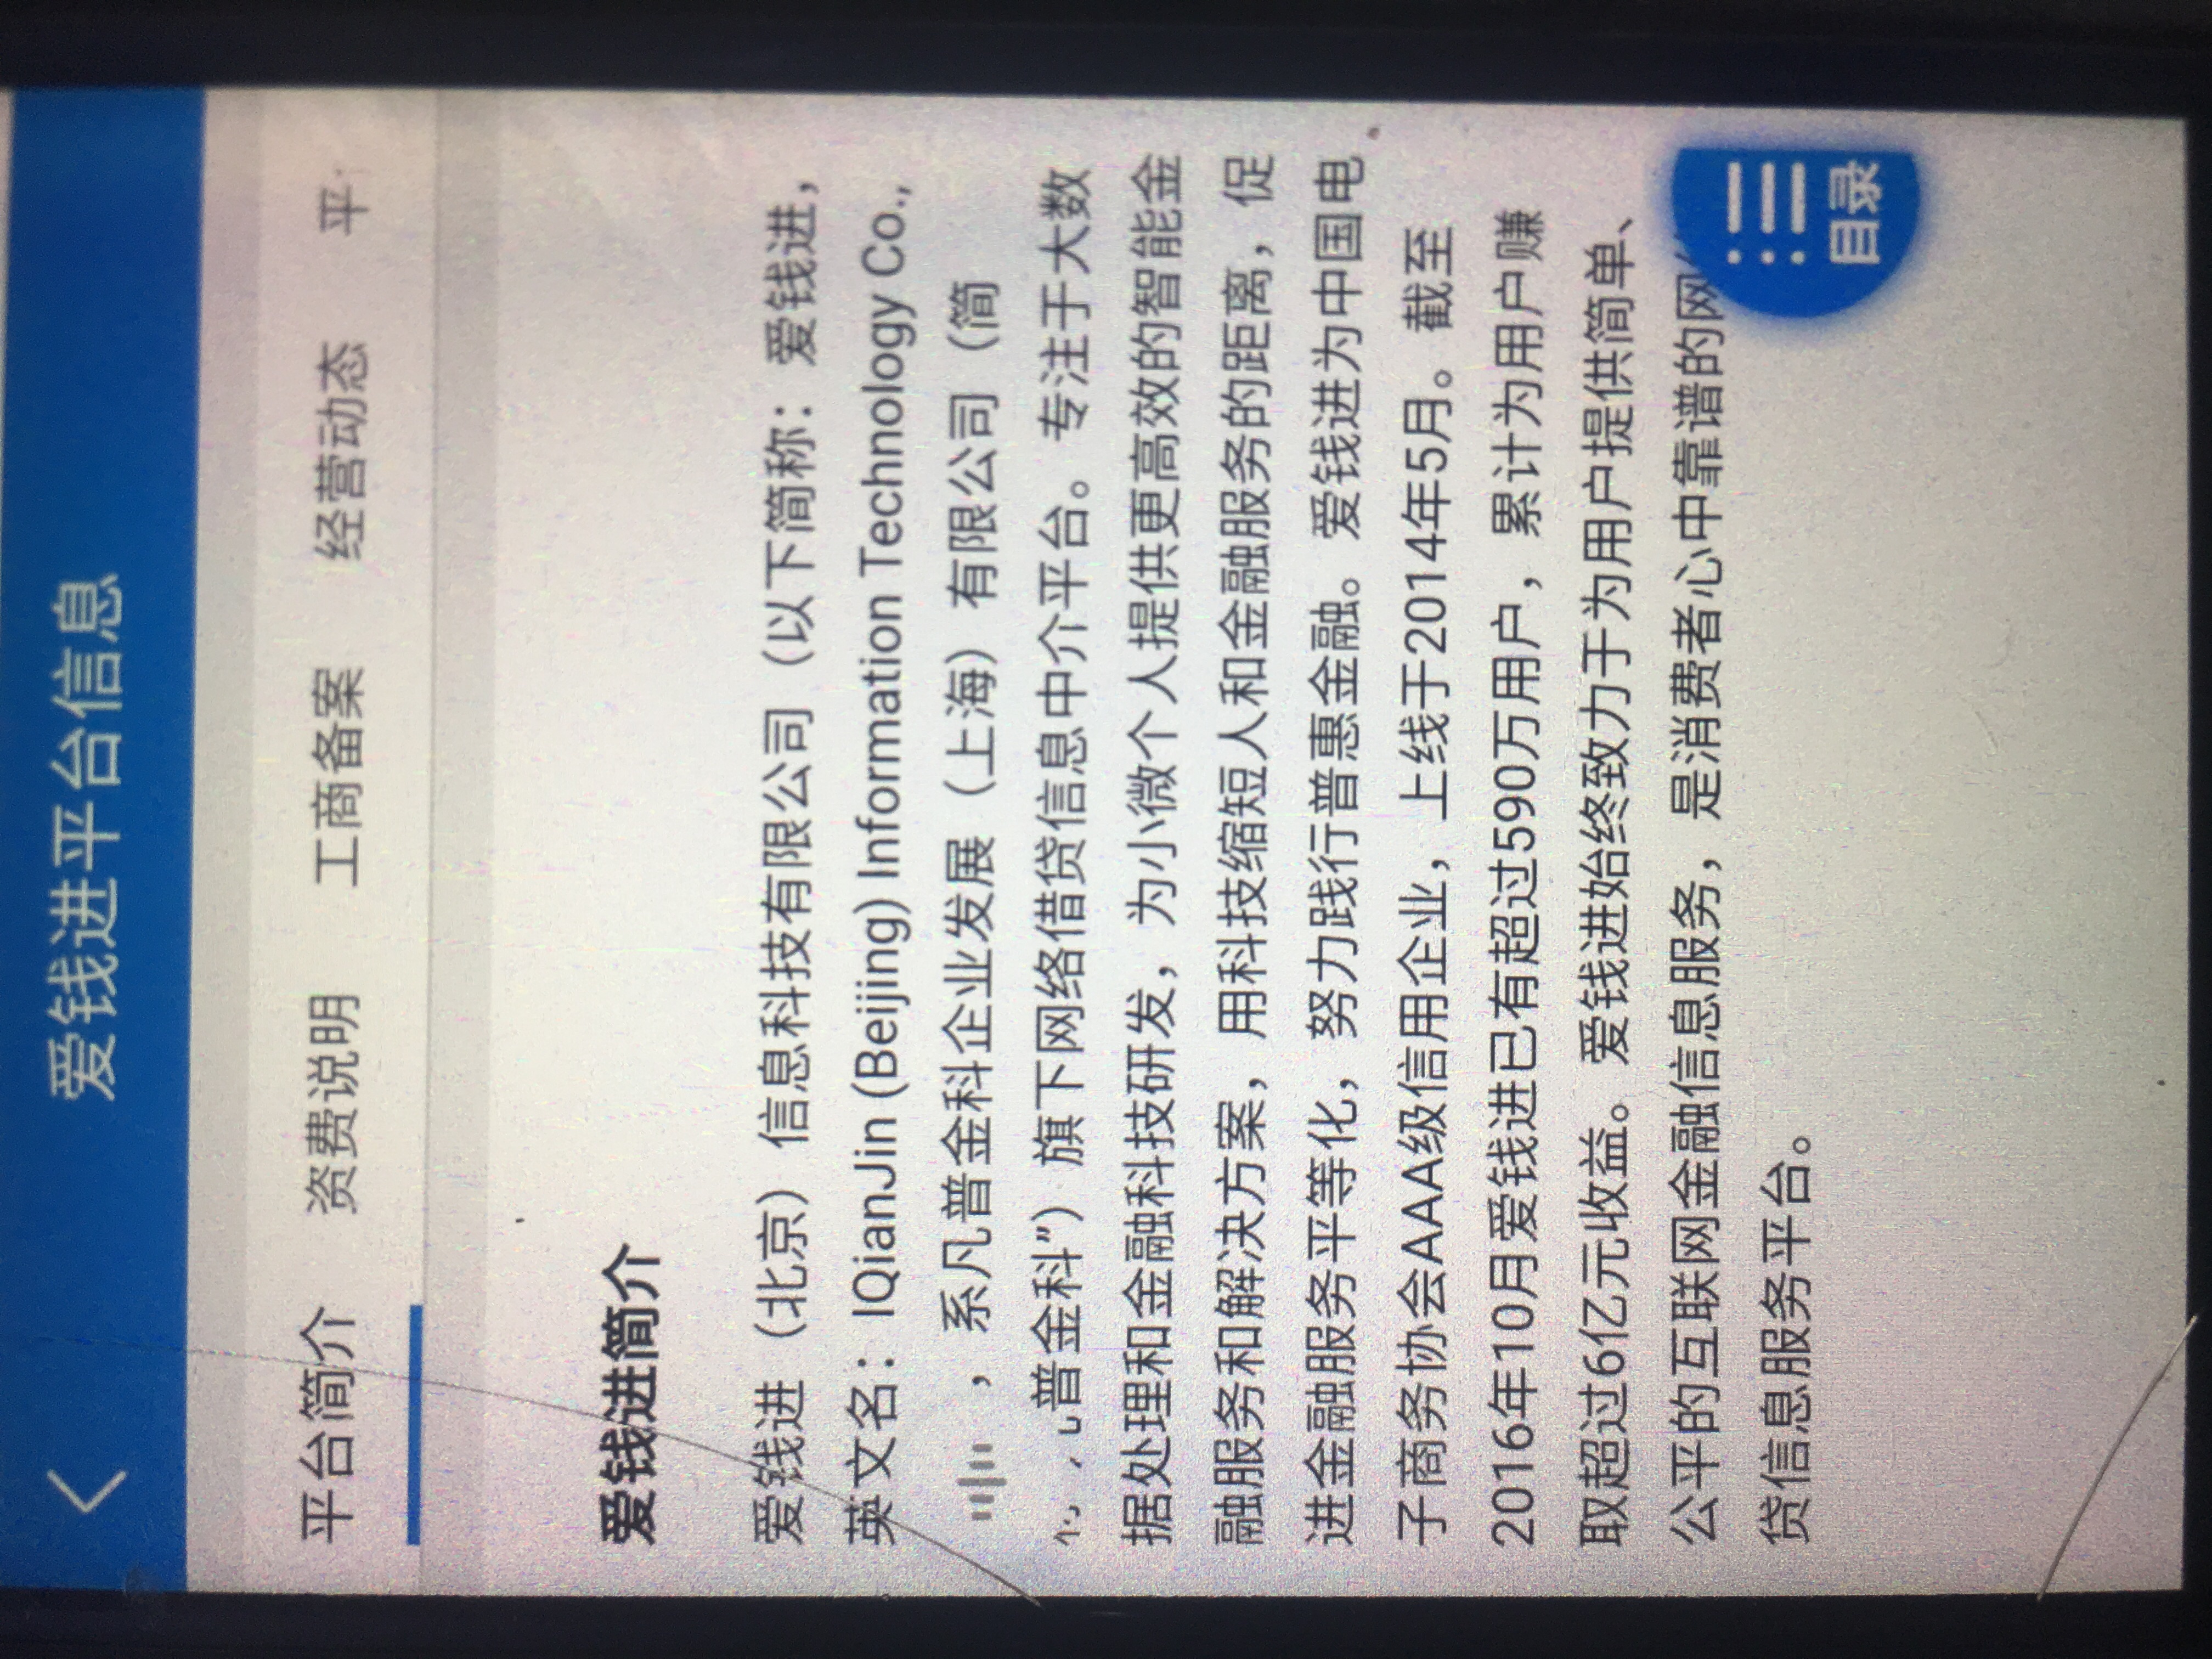 爱钱进平台信息
平台简介 资费说明 工商备案 经营动态 平
爱钱进简介
爱钱进（北京）信息科技有限公司（以下简称：爱钱进，
英文名：IQianJin (Beijing) Information Technology Co.,
，系凡普金科企业发展（上海）有限公司（简
普金科”）旗下网络借贷信息中介平台。专注于大数
据处理和金融科技研发，为小微个人提供更高效的智能金
融服务和解决方案，用科技缩短人和金融服务的距离，促
进金融服务平等化，努力践行普惠金融。爱钱进为中国电
子商务协会AAA级信用企业，上线于2014年5月。截至
2016年10月爱钱进已有超过590万用户，累计为用户赚
取超过6亿元收益。爱钱进始终致力于为用户提供简单、
公平的互联网金融信息服务，是消费者心中靠谱的网
贷信息服务平台。
目录